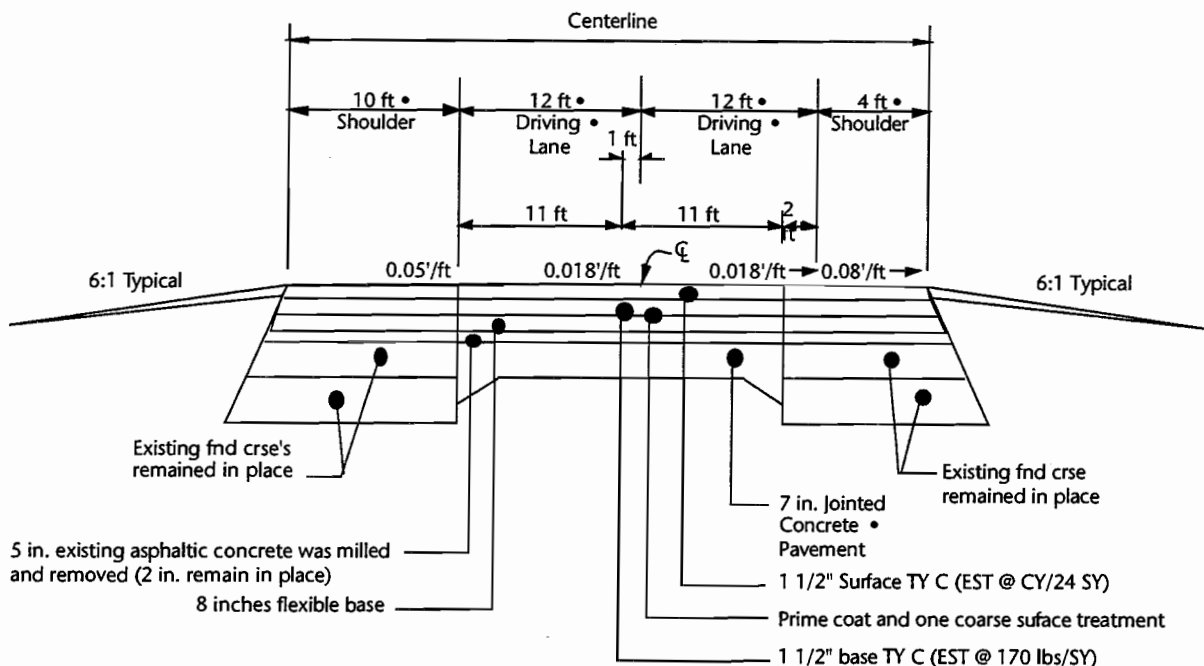 Centerline
10 ft •
Shoulder
12 ft •
Driving •
Lane
12 ft •
Driving •
Lane
4 ft •
Shoulder
1 ft
11 ft
11 ft
2
ft
6:1 Typical
0.05'/ft
0.018'/ft
℄
0.018'/ft
0.08'/ft
6:1 Typical
Existing fnd crse's
remained in place
Existing fnd crse
remained in place
7 in. Jointed
Concrete •
Pavement
5 in. existing asphaltic concrete was milled
and removed (2 in. remain in place)
1 1/2" Surface TY C (EST @ CY/24 SY)
8 inches flexible base
Prime coat and one coarse suface treatment
1 1/2" base TY C (EST @ 170 lbs/SY)